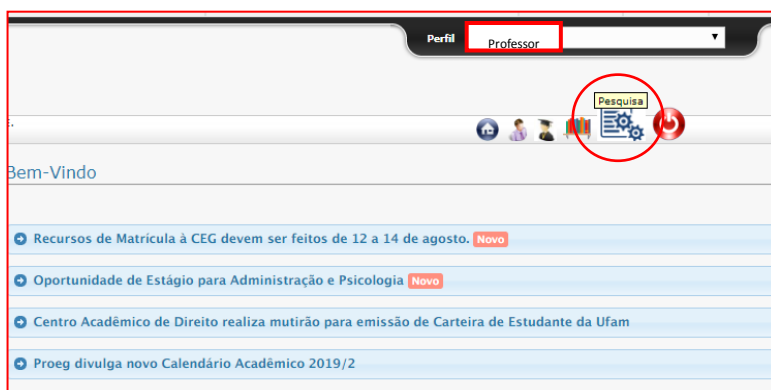 Perfil Professor
Pesquisa
E.
Bem-Vindo
Recursos de Matrícula à CEG devem ser feitos de 12 a 14 de agosto. Novo
Oportunidade de Estágio para Administração e Psicologia Novo
Centro Acadêmico de Direito realiza mutirão para emissão de Carteira de Estudante da Ufam
Proeg divulga novo Calendário Acadêmico 2019/2